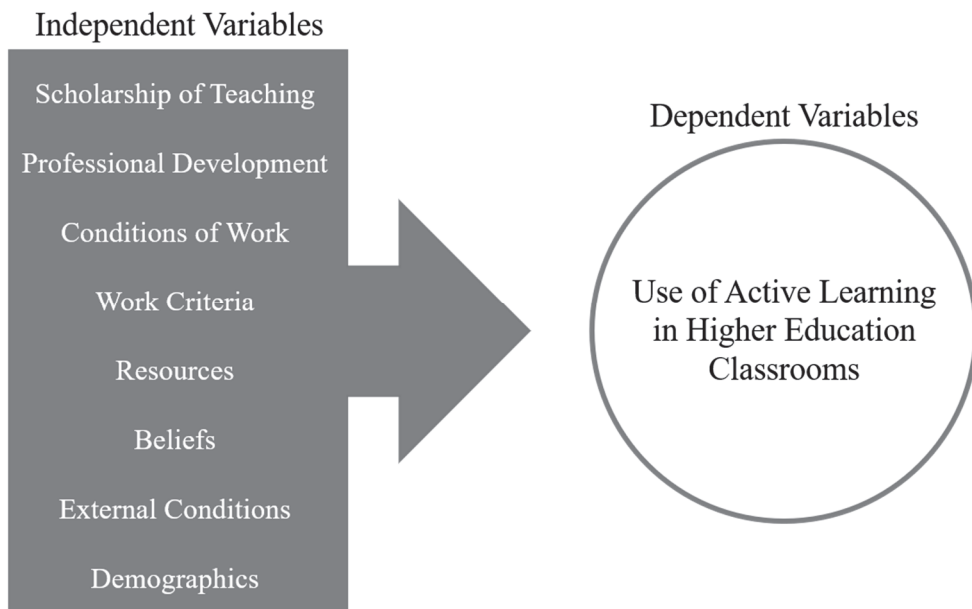 Independent Variables
Scholarship of Teaching
Professional Development
Conditions of Work
Work Criteria
Resources
Beliefs
External Conditions
Demographics
Dependent Variables
Use of Active Learning
in Higher Education
Classrooms